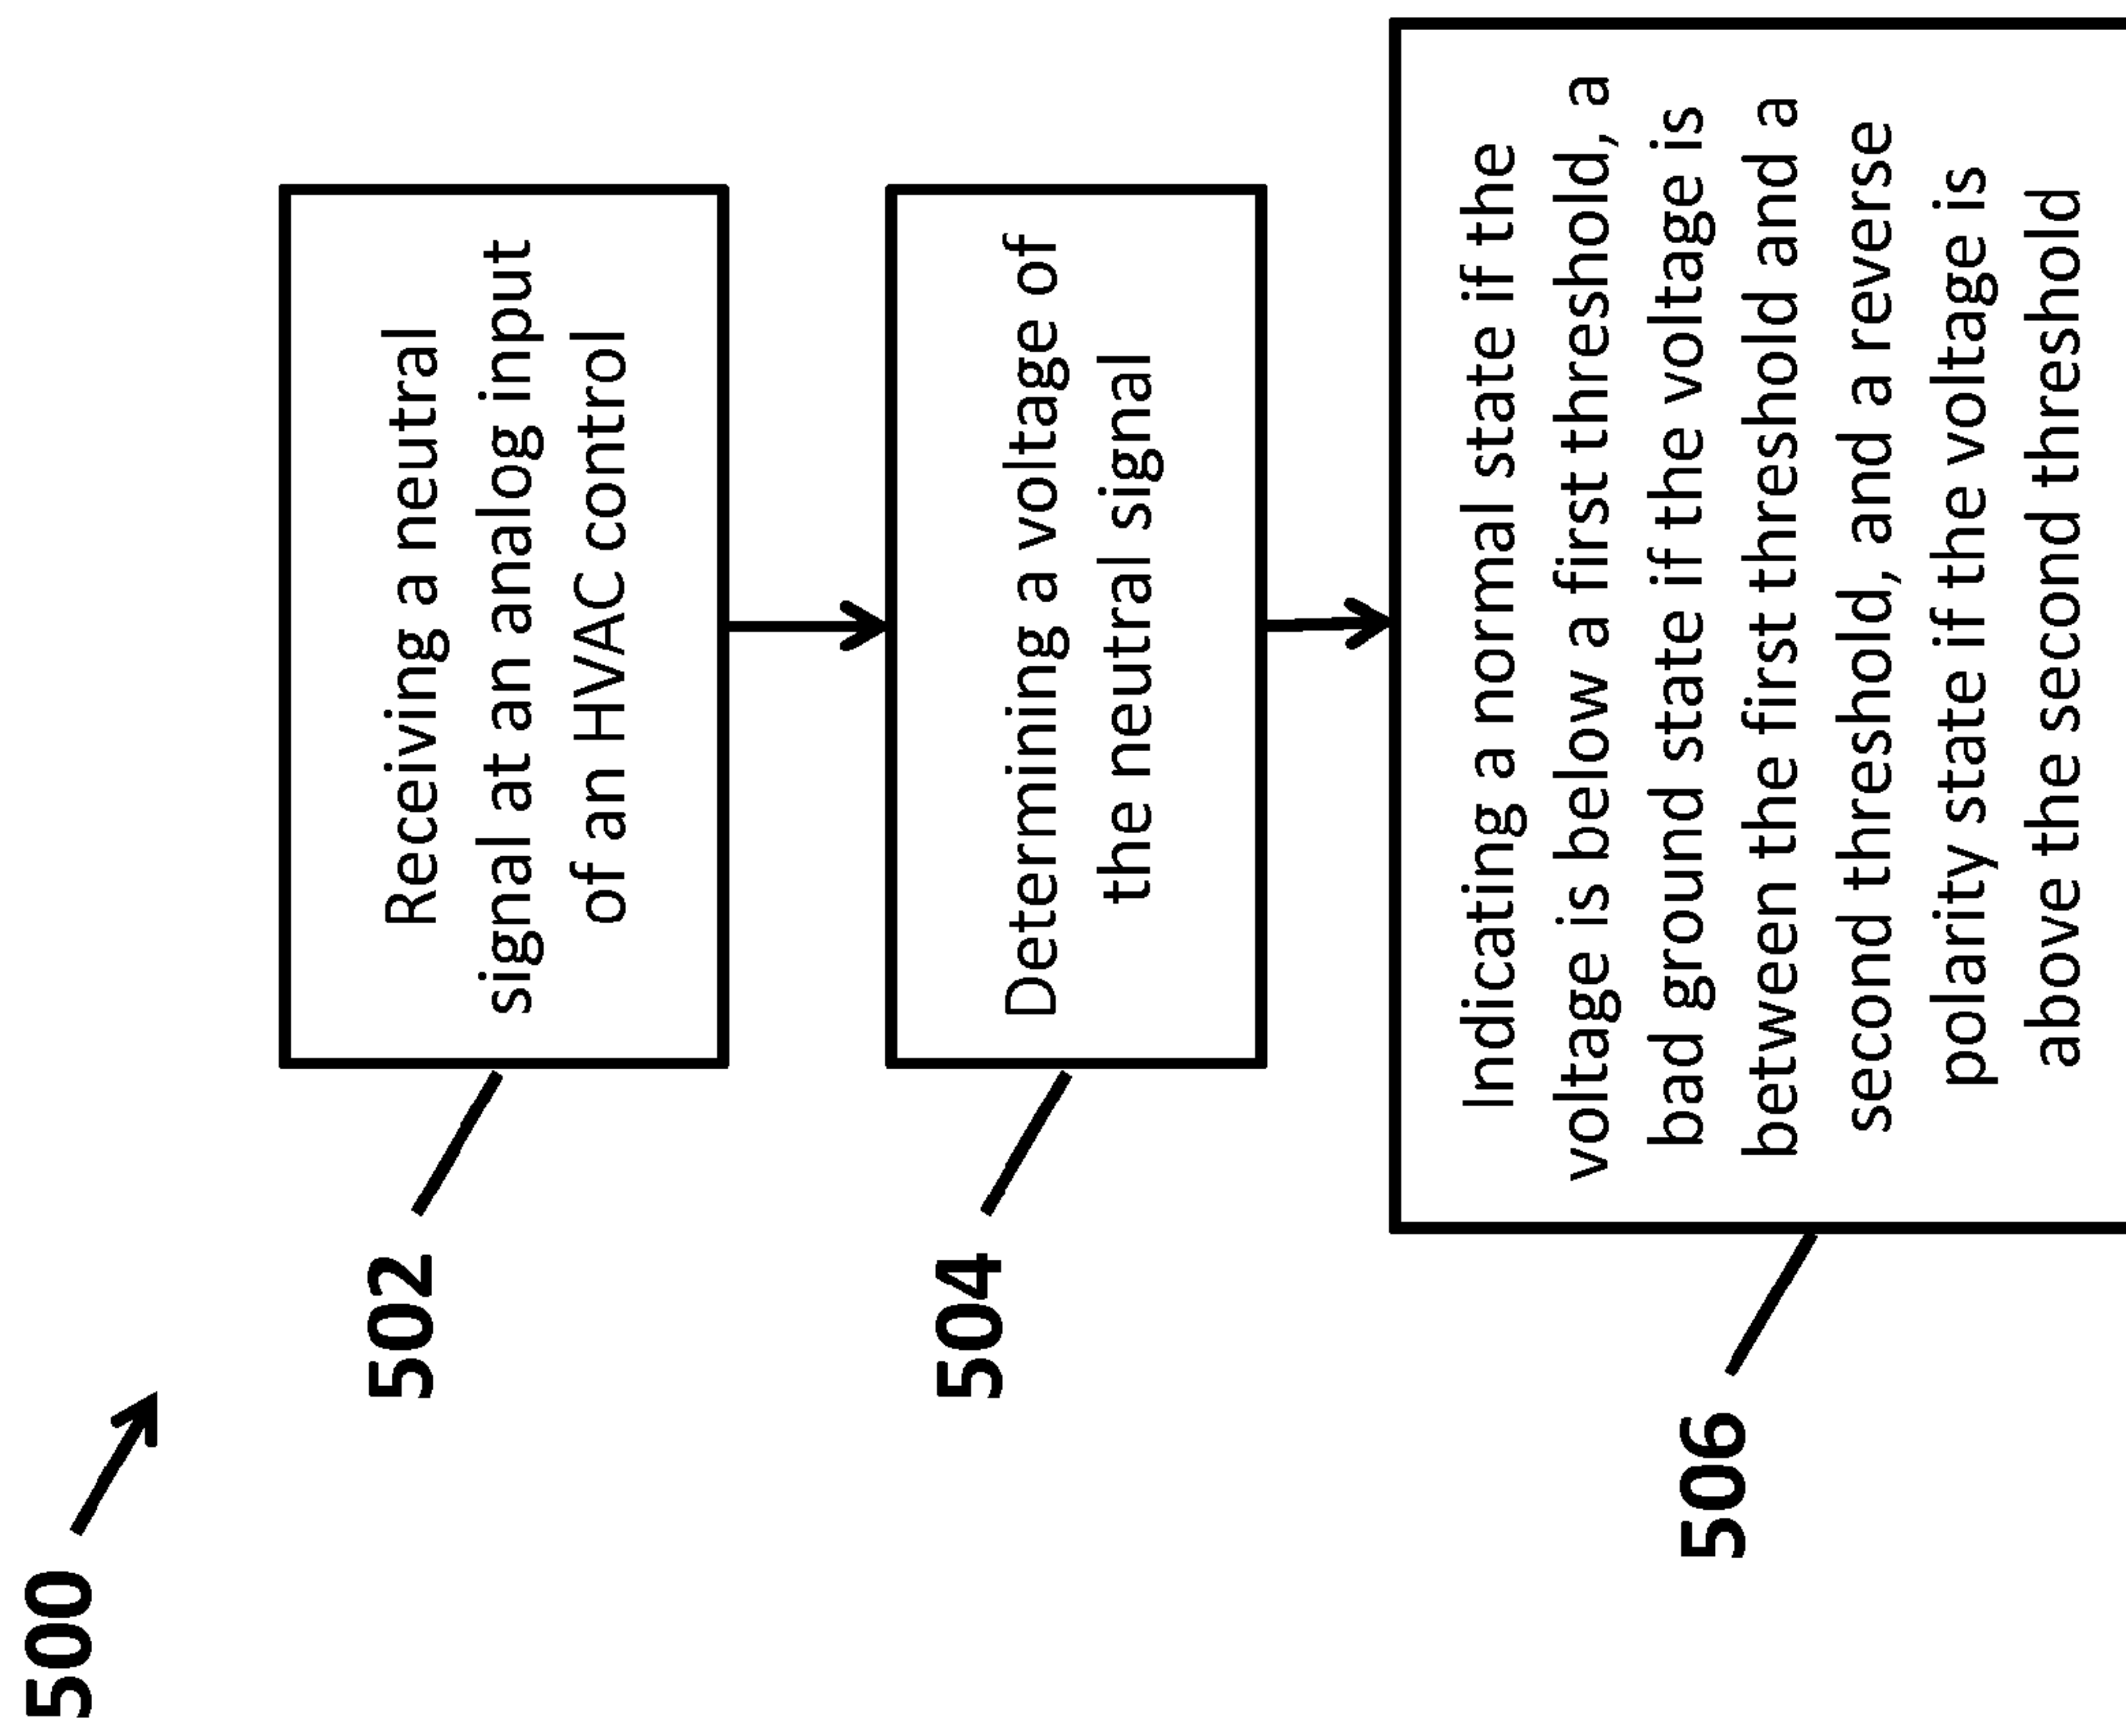 500
502
Receiving a neutral
signal at an analog input
of an HVAC control
504
Determining a voltage of
the neutral signal
506
Indicating a normal state if the
voltage is below a first threshold, a
bad ground state if the voltage is
between the first threshold and a
second threshold, and a reverse
polarity state if the voltage is
above the second threshold